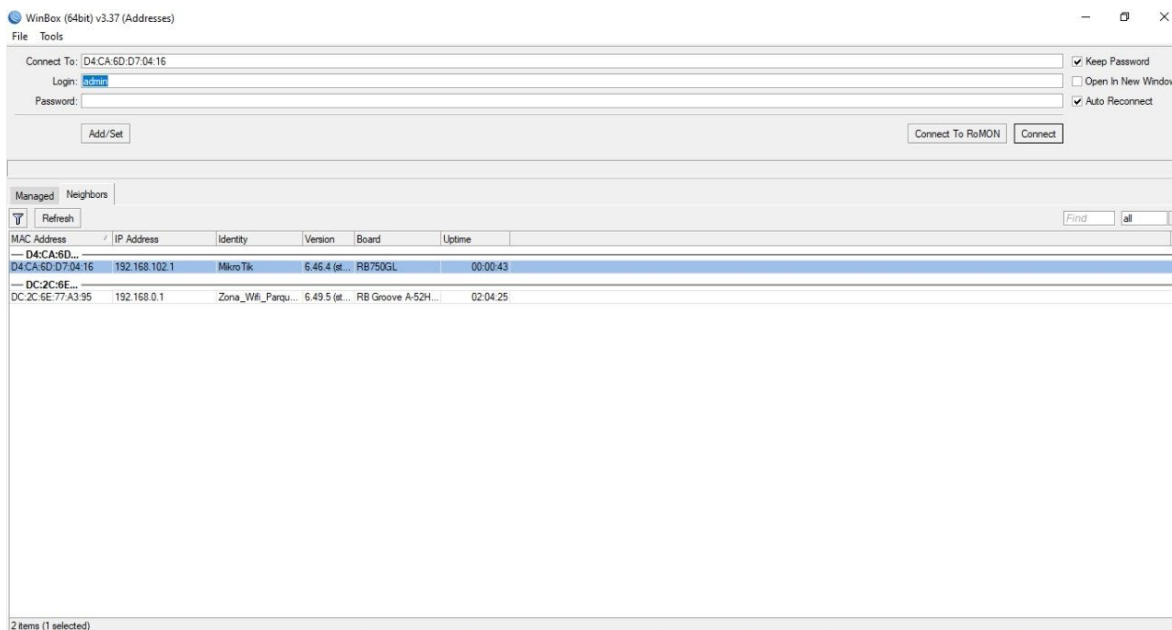 WinBox (64bit) v3.37 (Addresses)
File Tools
Connect To: D4:CA:6D:D7:04:16
Keep Password
Login: admin
Open In New Window
Password:
Auto Reconnect
Add/Set
Connect To RoMON Connect
Managed Neighbors
Refresh
Find all
MAC Address IP Address Identity Version Board Uptime
D4:CA:6D...
D4:CA:6D:D7:04:16 192.168.102.1 MikroTik 6.46.4 (st... RB750GL 00:00:43
DC:2C:6E...
DC:2C:6E:77:A3:95 192.168.0.1 Zona_Wifi_Parqu... 6.49.5 (st... RB Groove A-52H... 02:04:25
2 items (1 selected)